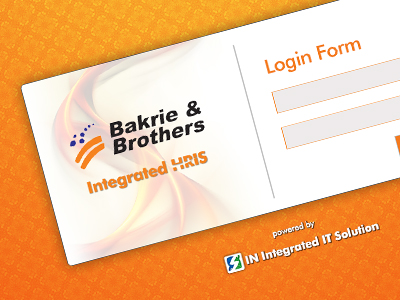 Bakrie &
Brothers
Integrated HRIS
Login Form
powered by
IN Integrated IT Solution